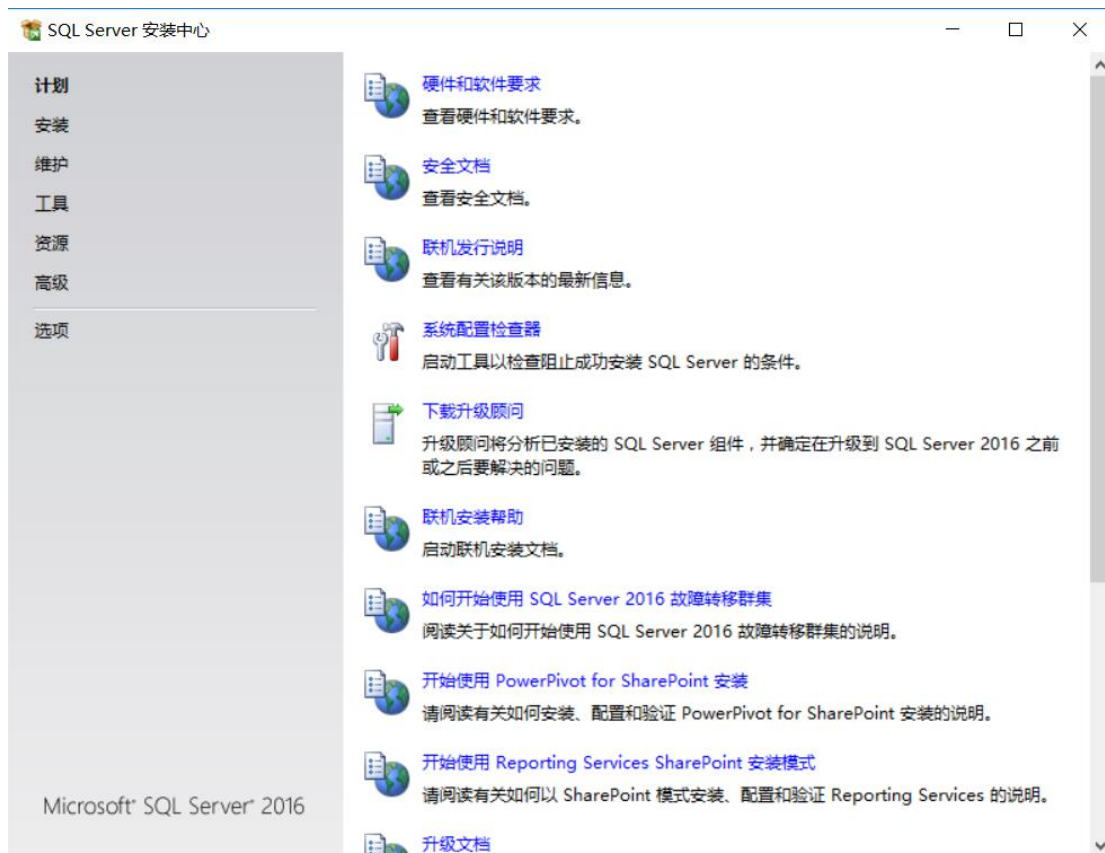 SQL Server 安装中心
计划
安装
维护
工具
资源
高级
选项
Microsoft® SQL Server® 2016
硬件和软件要求
查看硬件和软件要求。
安全文档
查看安全文档。
联机发行说明
查看有关该版本的最新信息。
系统配置检查器
启动工具以检查阻止成功安装 SQL Server 的条件。
下载升级顾问
升级顾问将分析已安装的 SQL Server 组件，并确定在升级到 SQL Server 2016 之前
或之后要解决的问题。
联机安装帮助
启动联机安装文档。
如何开始使用 SQL Server 2016 故障转移群集
阅读关于如何开始使用 SQL Server 2016 故障转移群集的说明。
开始使用 PowerPivot for SharePoint 安装
请阅读有关如何安装、配置和验证 PowerPivot for SharePoint 安装的说明。
开始使用 Reporting Services SharePoint 安装模式
请阅读有关如何以 SharePoint 模式安装、配置和验证 Reporting Services 的说明。
升级文档